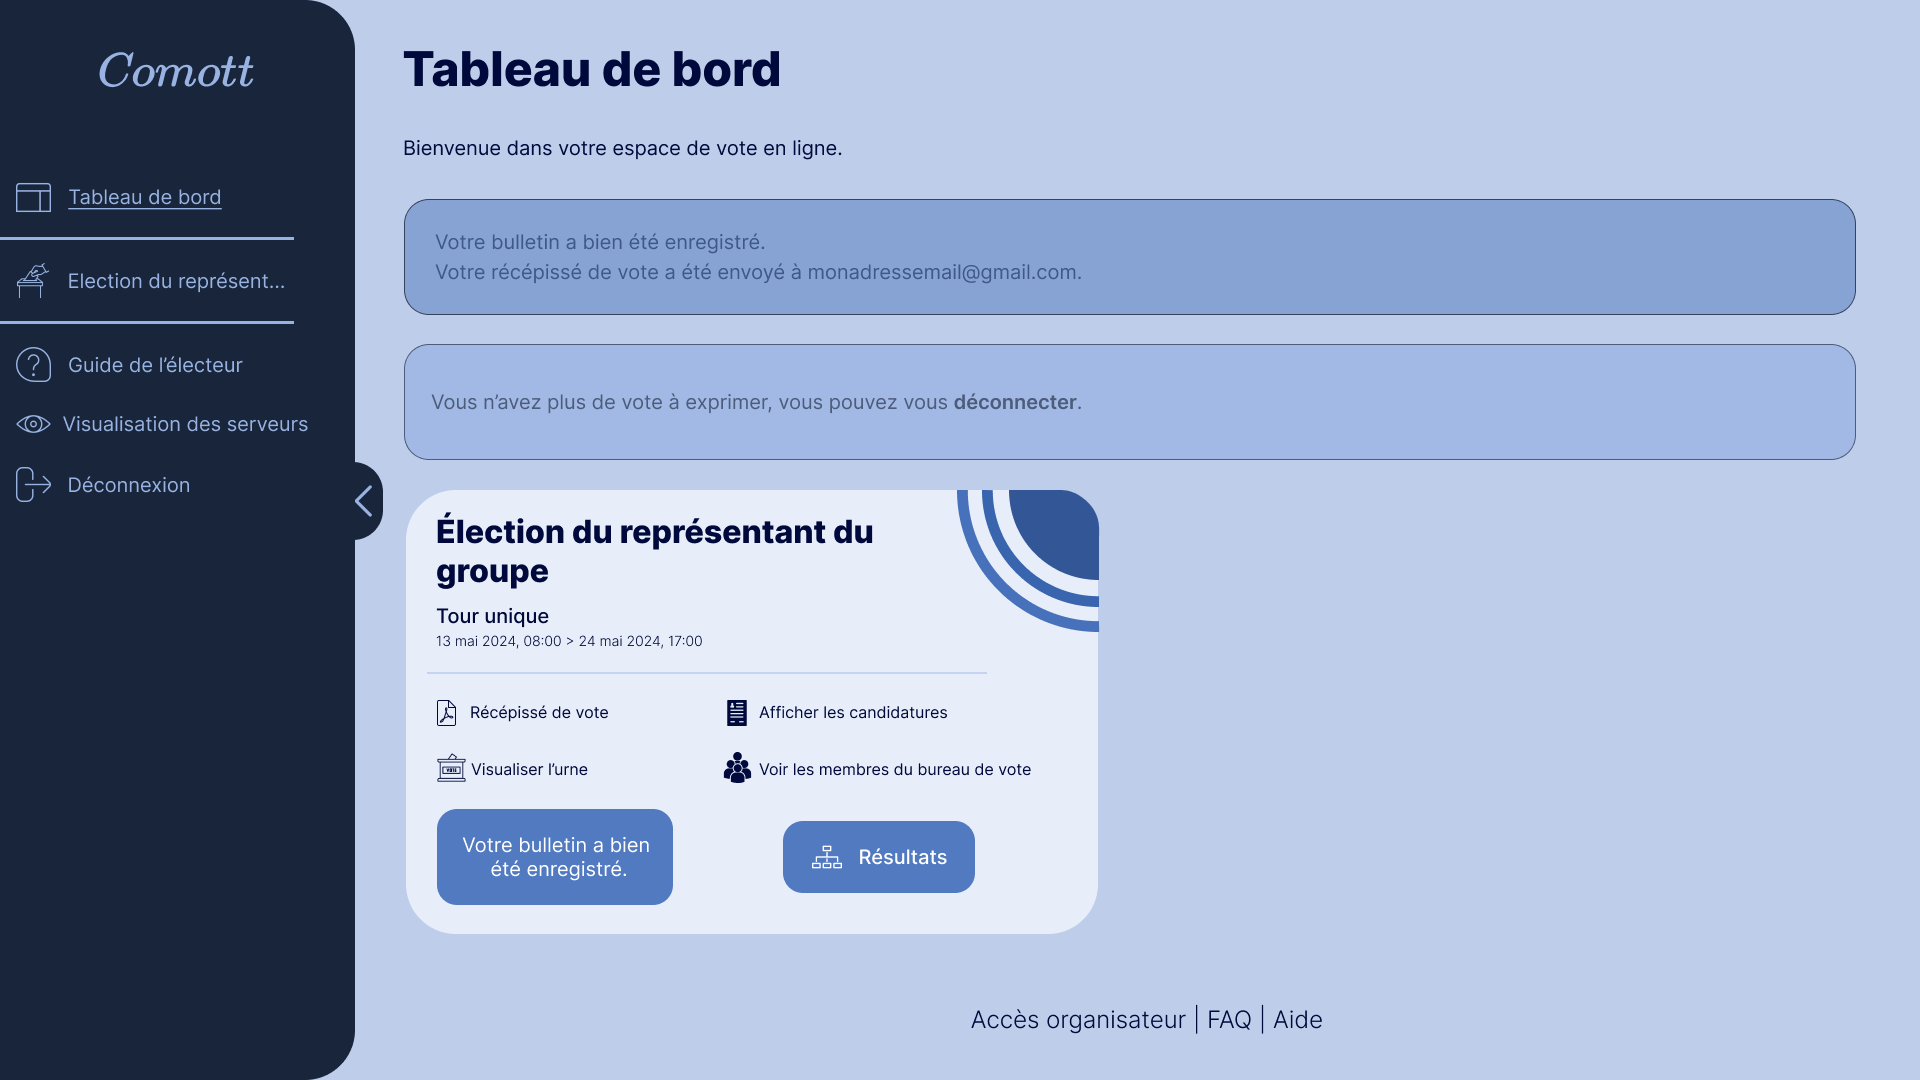 Comott
Tableau de bord
Election du représent...
Guide de l’électeur
Visualisation des serveurs
Déconnexion
Tableau de bord
Bienvenue dans votre espace de vote en ligne.
Votre bulletin a bien été enregistré.
Votre récépissé de vote a été envoyé à monadressemail@gmail.com.
Vous n’avez plus de vote à exprimer, vous pouvez vous déconnecter.
Élection du représentant du
groupe
Tour unique
13 mai 2024, 08:00 > 24 mai 2024, 17:00
Récépissé de vote
Afficher les candidatures
VOTE
Visualiser l’urne
Voir les membres du bureau de vote
Votre bulletin a bien
été enregistré.
Résultats
Accès organisateur | FAQ | Aide